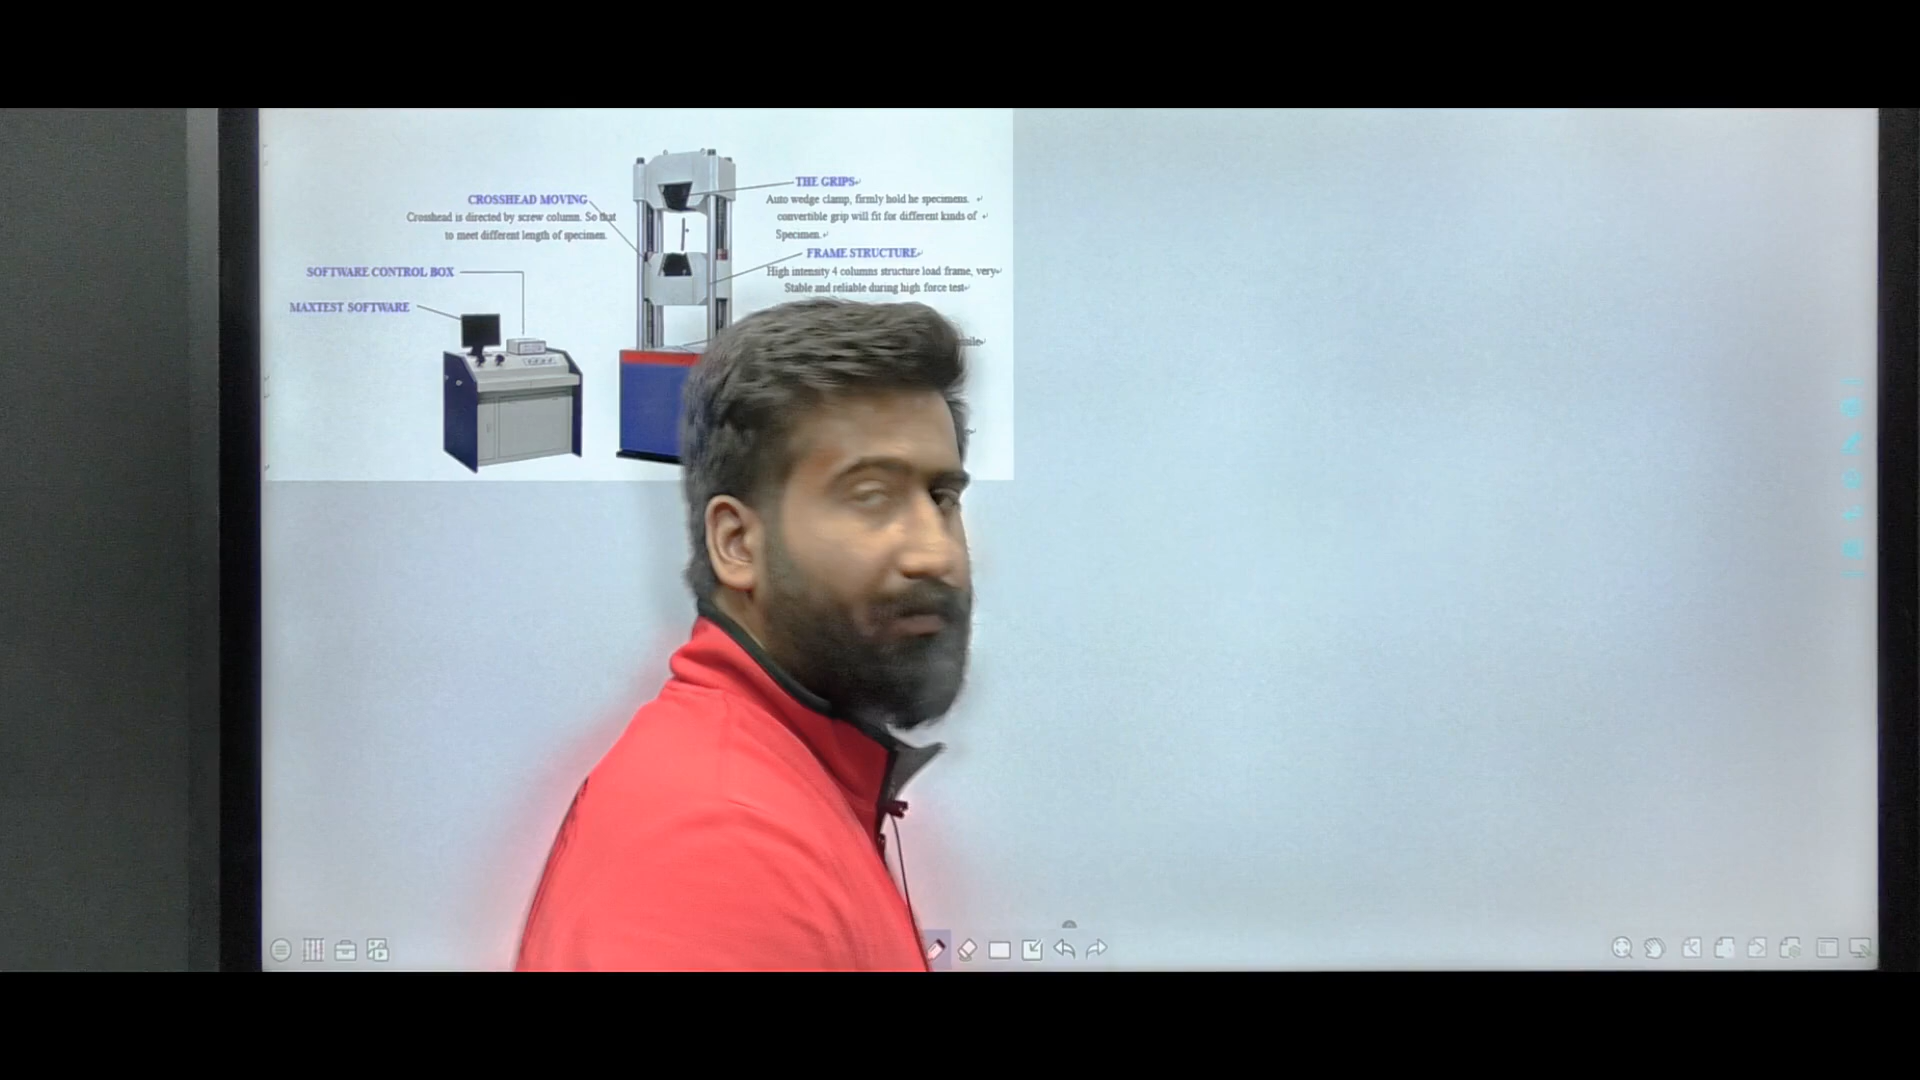 THE GRIPS
CROSSHEAD MOVING
Auto wedge clamp, firmly hold he specimens.
Crosshead is directed by screw column. So that
convertible grip will fit for different kinds of
to meet different length of specimen.
Specimen.
FRAME STRUCTURE
SOFTWARE CONTROL BOX
High intensity 4 columns structure load frame, very
Stable and reliable during high force test
MAXTEST SOFTWARE